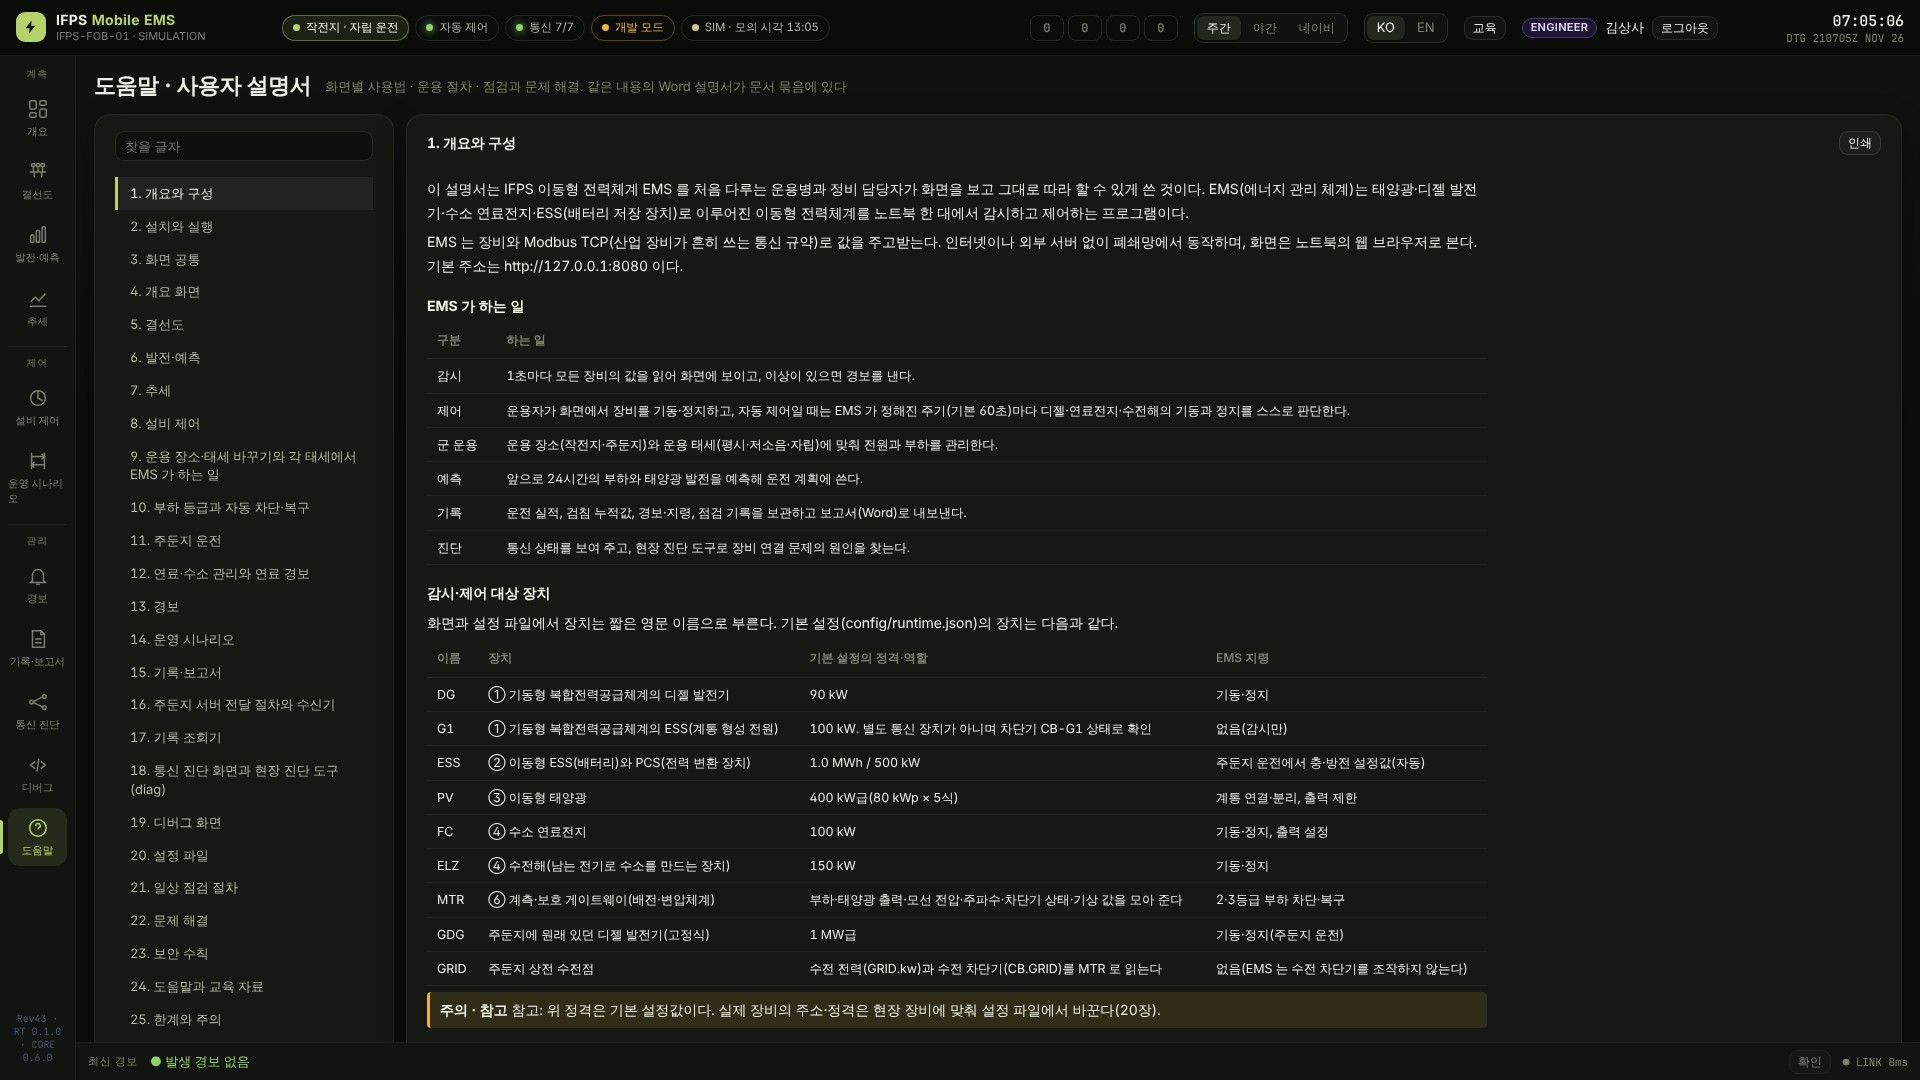 IFPS Mobile EMS
IFPS-FOB-01 · SIMULATION
작전지 · 자립 운전
자동 제어
통신 7/7
개발 모드
SIM · 모의 시각 13:05
0 0 0 0
주간 야간 네이비
KO EN
교육
ENGINEER 김상사 로그아웃
07:05:06
DTG 210705Z NOV 26
계측
개요
결선도
발전·예측
추세
제어
설비 제어
운영 시나리
오
관리
경보
기록·보고서
통신 진단
디버그
도움말
Rev43 ·
RT 0.1.0
· CORE
0.6.0
도움말 · 사용자 설명서
화면별 사용법 · 운용 절차 · 점검과 문제 해결. 같은 내용의 Word 설명서가 문서 묶음에 있다
찾을 글자
1. 개요와 구성
2. 설치와 실행
3. 화면 공통
4. 개요 화면
5. 결선도
6. 발전·예측
7. 추세
8. 설비 제어
9. 운용 장소·태세 바꾸기와 각 태세에서
EMS 가 하는 일
10. 부하 등급과 자동 차단·복구
11. 주둔지 운전
12. 연료·수소 관리와 연료 경보
13. 경보
14. 운영 시나리오
15. 기록·보고서
16. 주둔지 서버 전달 절차와 수신기
17. 기록 조회기
18. 통신 진단 화면과 현장 진단 도구
(diag)
19. 디버그 화면
20. 설정 파일
21. 일상 점검 절차
22. 문제 해결
23. 보안 수칙
24. 도움말과 교육 자료
25. 한계와 주의
1. 개요와 구성
인쇄
이 설명서는 IFPS 이동형 전력체계 EMS 를 처음 다루는 운용병과 정비 담당자가 화면을 보고 그대로 따라 할 수 있게 쓴 것이다. EMS(에너지 관리 체계)는 태양광·디젤 발전
기·수소 연료전지·ESS(배터리 저장 장치)로 이루어진 이동형 전력체계를 노트북 한 대에서 감시하고 제어하는 프로그램이다.
EMS 는 장비와 Modbus TCP(산업 장비가 흔히 쓰는 통신 규약)로 값을 주고받는다. 인터넷이나 외부 서버 없이 폐쇄망에서 동작하며, 화면은 노트북의 웹 브라우저로 본다.
기본 주소는 http://127.0.0.1:8080 이다.
EMS 가 하는 일
구분 하는 일
감시 1초마다 모든 장비의 값을 읽어 화면에 보이고, 이상이 있으면 경보를 낸다.
제어 운용자가 화면에서 장비를 기동·정지하고, 자동 제어일 때는 EMS 가 정해진 주기(기본 60초)마다 디젤·연료전지·수전해의 기동과 정지를 스스로 판단한다.
군 운용 운용 장소(작전지·주둔지)와 운용 태세(평시·저소음·자립)에 맞춰 전원과 부하를 관리한다.
예측 앞으로 24시간의 부하와 태양광 발전을 예측해 운전 계획에 쓴다.
기록 운전 실적, 검침 누적값, 경보·지령, 점검 기록을 보관하고 보고서(Word)로 내보낸다.
진단 통신 상태를 보여 주고, 현장 진단 도구로 장비 연결 문제의 원인을 찾는다.
감시·제어 대상 장치
화면과 설정 파일에서 장치는 짧은 영문 이름으로 부른다. 기본 설정(config/runtime.json)의 장치는 다음과 같다.
이름 장치 기본 설정의 정격·역할 EMS 지령
DG ① 기동형 복합전력공급체계의 디젤 발전기 90 kW 기동·정지
G1 ① 기동형 복합전력공급체계의 ESS(계통 형성 전원) 100 kW. 별도 통신 장치가 아니며 차단기 CB-G1 상태로 확인 없음(감시만)
ESS ② 이동형 ESS(배터리)와 PCS(전력 변환 장치) 1.0 MWh / 500 kW 주둔지 운전에서 충·방전 설정값(자동)
PV ③ 이동형 태양광 400 kW급(80 kWp × 5식) 계통 연결·분리, 출력 제한
FC ④ 수소 연료전지 100 kW 기동·정지, 출력 설정
ELZ ④ 수전해(남는 전기로 수소를 만드는 장치) 150 kW 기동·정지
MTR ⑥ 계측·보호 게이트웨이(배전·변압체계) 부하·태양광 출력·모선 전압·주파수·차단기 상태·기상 값을 모아 준다 2·3등급 부하 차단·복구
GDG 주둔지에 원래 있던 디젤 발전기(고정식) 1 MW급 기동·정지(주둔지 운전)
GRID 주둔지 상전 수전점 수전 전력(GRID.kw)과 수전 차단기(CB.GRID)를 MTR 로 읽는다 없음(EMS 는 수전 차단기를 조작하지 않는다)
주의 · 참고 참고: 위 정격은 기본 설정값이다. 실제 장비의 주소·정격은 현장 장비에 맞춰 설정 파일에서 바꾼다(20장).
최신 경보 발생 경보 없음
확인 LINK 8ms